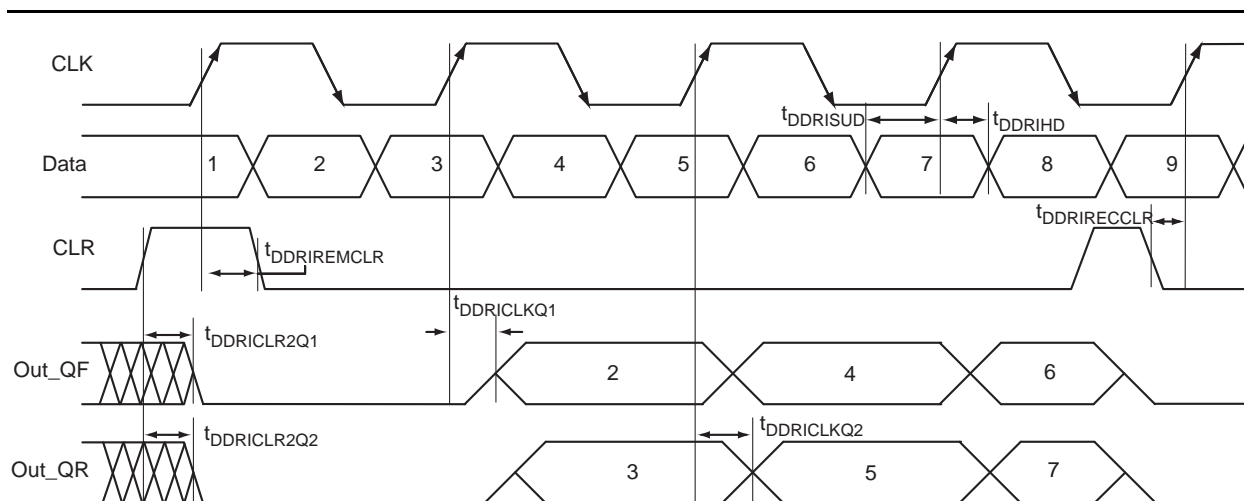 CLK
tDDRISUD
tDDRIHD
Data
1 2 3 4 5 6 7 8 9
tDDRIRECCLR
CLR
tDDRIREMCLR
tDDRICLKQ1
tDDRICLR2Q1
Out_QF
2 4 6
tDDRICLR2Q2
tDDRICLKQ2
Out_QR
3 5 7